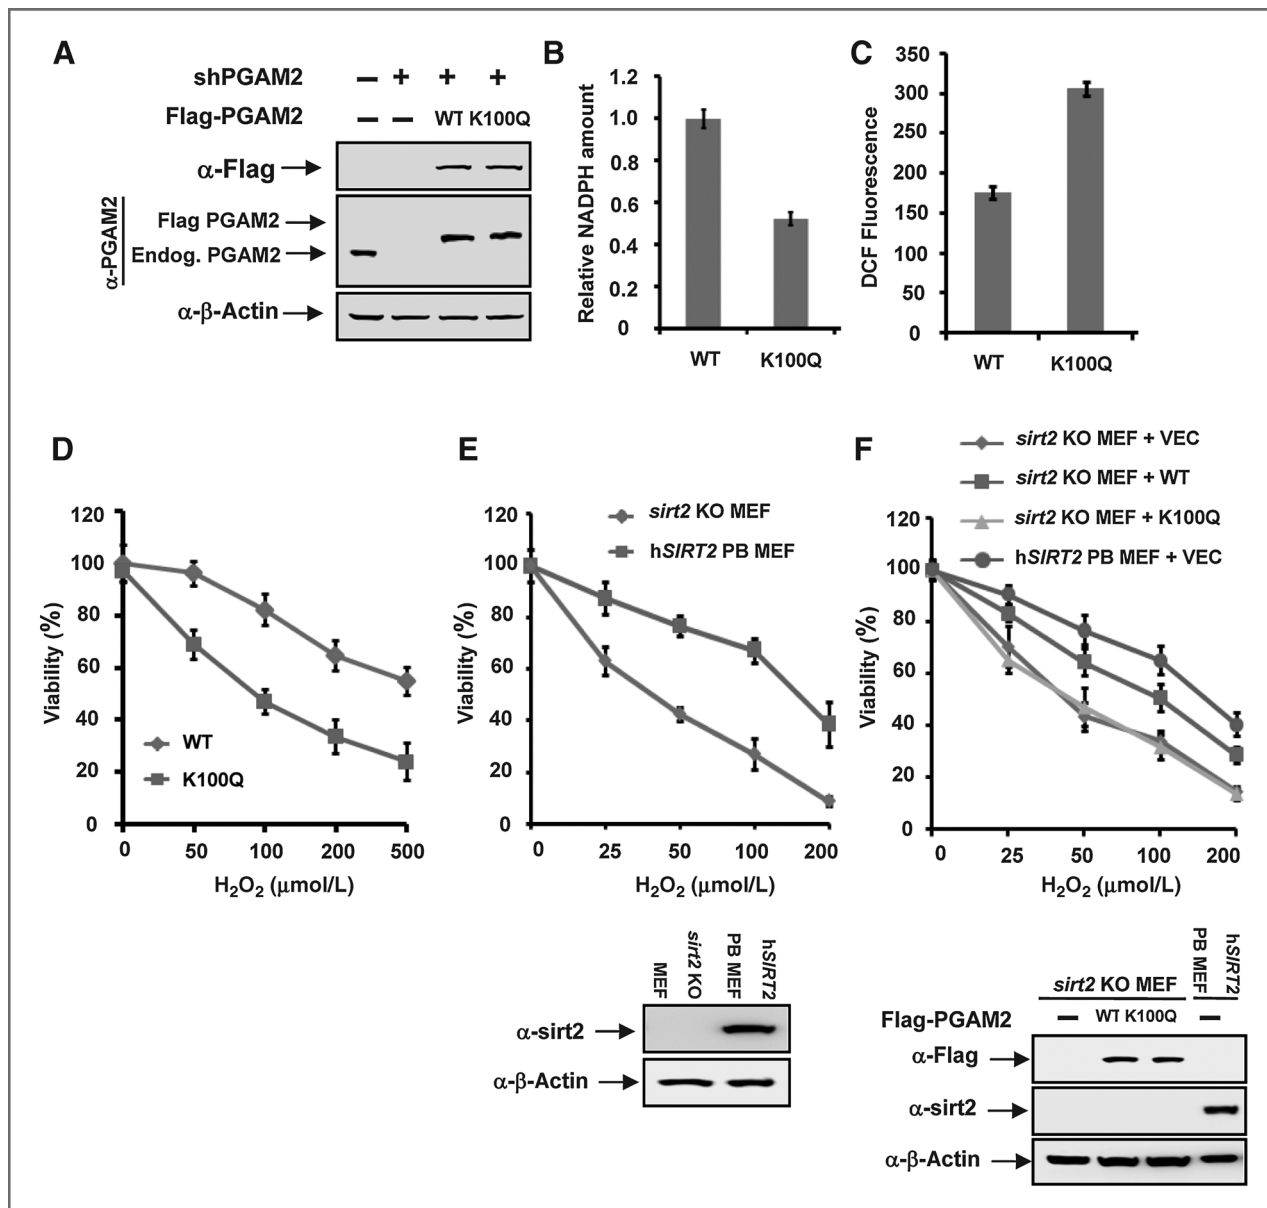 A
shPGAM2 – + + +
Flag-PGAM2 – – WT K100Q
α-Flag
α-PGAM2
Flag PGAM2
Endog. PGAM2
α-β-Actin
B
Relative NADPH amount
1.2
1.0
0.8
0.6
0.4
0.2
0
WT K100Q
C
DCF Fluorescence
350
300
250
200
150
100
50
0
WT K100Q
D
Viability (%)
120
100
80
60
40
20
0
WT
K100Q
0 50 100 200 500
H2O2 (μmol/L)
E
sirt2 KO MEF
hSIRT2 PB MEF
Viability (%)
120
100
80
60
40
20
0
0 25 50 100 200
H2O2 (μmol/L)
MEF
sirt2 KO
PB MEF
hSIRT2
α-sirt2
α-β-Actin
F
sirt2 KO MEF + VEC
sirt2 KO MEF + WT
sirt2 KO MEF + K100Q
hSIRT2 PB MEF + VEC
Viability (%)
120
100
80
60
40
20
0
0 25 50 100 200
H2O2 (μmol/L)
sirt2 KO MEF
PB MEF
hSIRT2
Flag-PGAM2 – WT K100Q –
α-Flag
α-sirt2
α-β-Actin